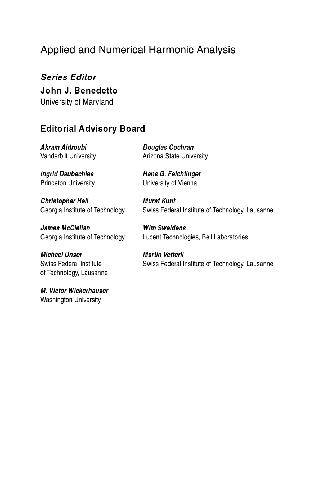 Applied and Numerical Harmonic Analysis
Series Editor
John J. Benedetto
University of Maryland
Editorial Advisory Board
Akram Aldroubi
Vanderbilt University
Douglas Cochran
Arizona State University
Ingrid Daubechies
Princeton University
Hans G. Feichtinger
University of Vienna
Christopher Heil
Georgia Institute of Technology
Murat Kunt
Swiss Federal Institute of Technology, Lausanne
James McClellan
Georgia Institute of Technology
Wim Sweldens
Lucent Technologies, Bell Laboratories
Michael Unser
Swiss Federal Institute
of Technology, Lausanne
Martin Vetterli
Swiss Federal Institute of Technology, Lausanne
M. Victor Wickerhauser
Washington University